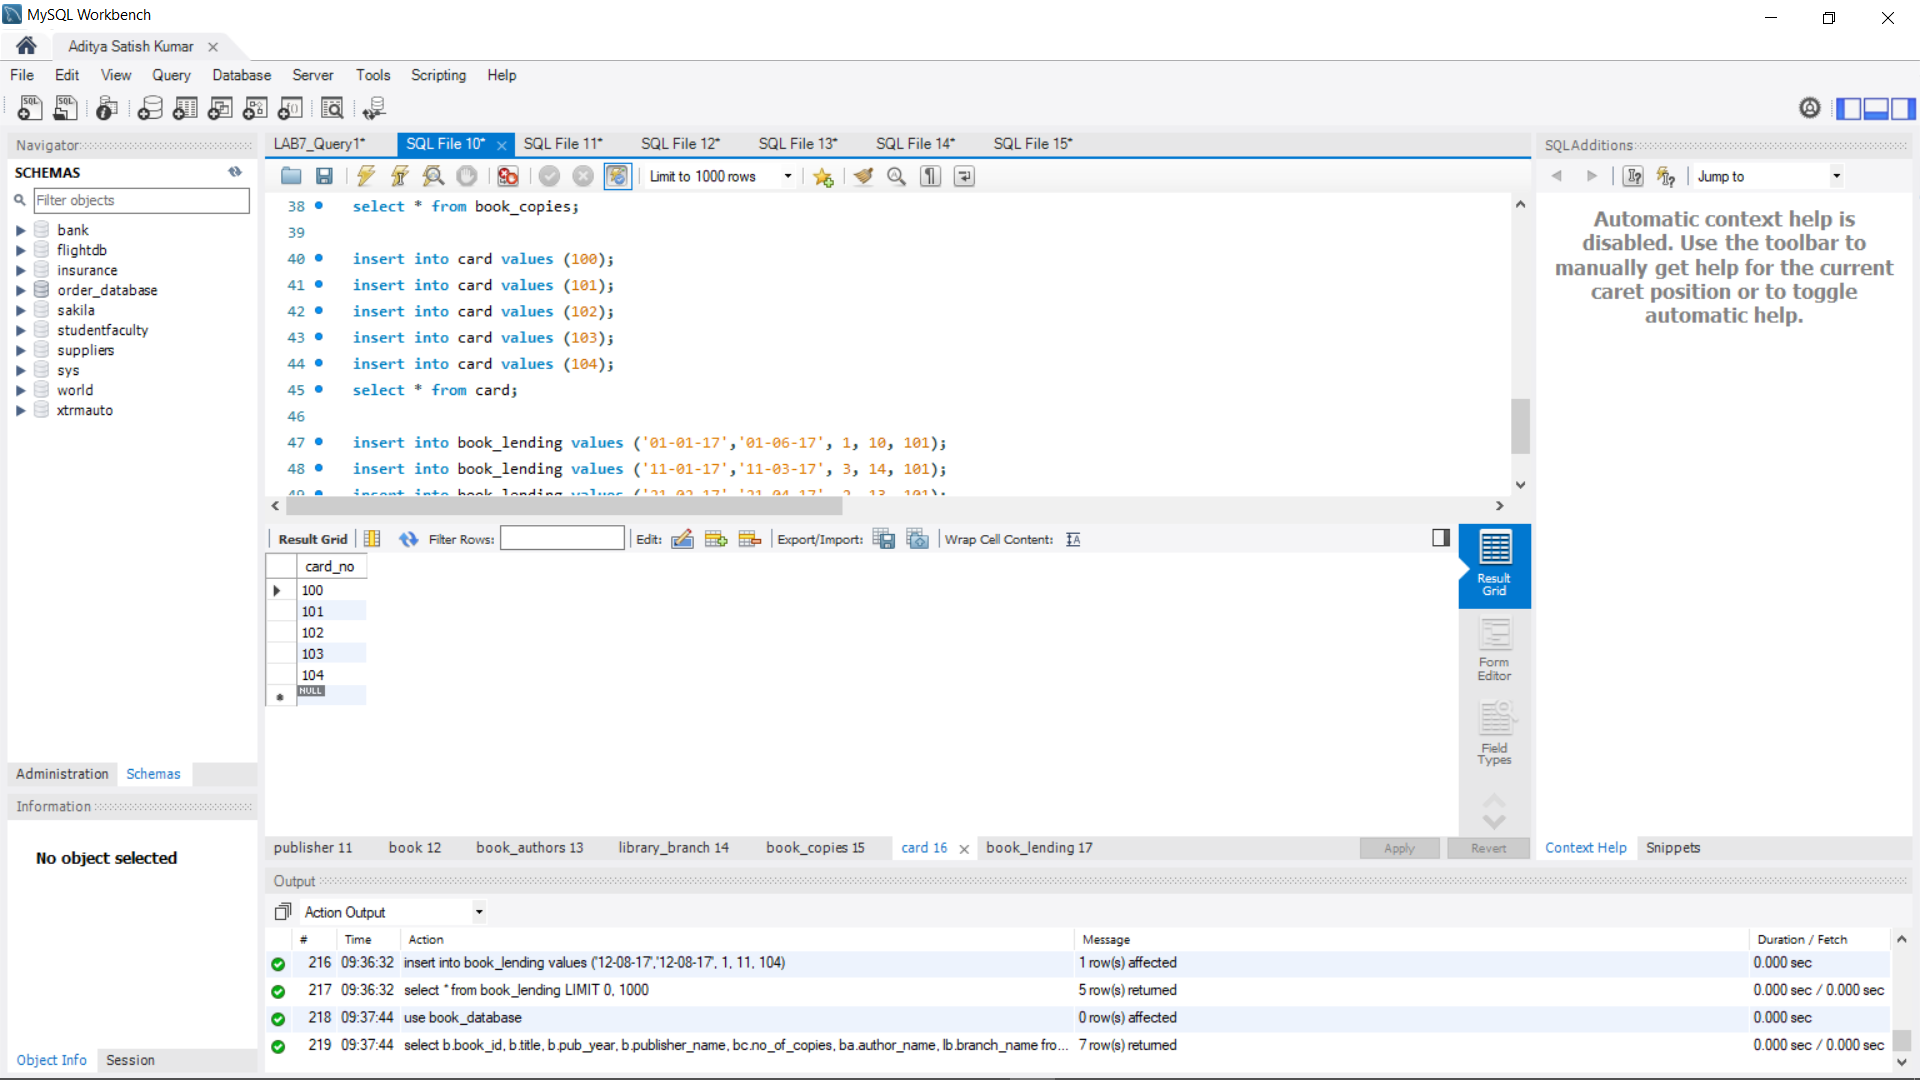 MySQL Workbench
Aditya Satish Kumar
File Edit View Query Database Server Tools Scripting Help
Navigator
SCHEMAS
Filter objects
bank
flightdb
insurance
order_database
sakila
studentfaculty
suppliers
sys
world
xtrmauto
Administration Schemas
Information
No object selected
Object Info Session
LAB7_Query1* SQL File 10* SQL File 11* SQL File 12* SQL File 13* SQL File 14* SQL File 15*
Limit to 1000 rows
38 select * from book_copies;
39
40 insert into card values (100);
41 insert into card values (101);
42 insert into card values (102);
43 insert into card values (103);
44 insert into card values (104);
45 select * from card;
46
47 insert into book_lending values ('01-01-17','01-06-17', 1, 10, 101);
48 insert into book_lending values ('11-01-17','11-03-17', 3, 14, 101);
49 insert into book_lending values ('21-02-17','21-04-17', 2, 13, 101);
Result Grid Filter Rows: Edit: Export/Import: Wrap Cell Content:
card_no
100
101
102
103
104
NULL
Result
Grid
Form
Editor
Field
Types
publisher 11 book 12 book_authors 13 library_branch 14 book_copies 15 card 16 book_lending 17 Apply Revert
SQLAdditions
Jump to
Automatic context help is
disabled. Use the toolbar to
manually get help for the current
caret position or to toggle
automatic help.
Context Help Snippets
Output
Action Output
# Time Action Message Duration / Fetch
216 09:36:32 insert into book_lending values ('12-08-17','12-08-17', 1, 11, 104) 1 row(s) affected 0.000 sec
217 09:36:32 select * from book_lending LIMIT 0, 1000 5 row(s) returned 0.000 sec / 0.000 sec
218 09:37:44 use book_database 0 row(s) affected 0.000 sec
219 09:37:44 select b.book_id, b.title, b.pub_year, b.publisher_name, bc.no_of_copies, ba.author_name, lb.branch_name fro... 7 row(s) returned 0.000 sec / 0.000 sec